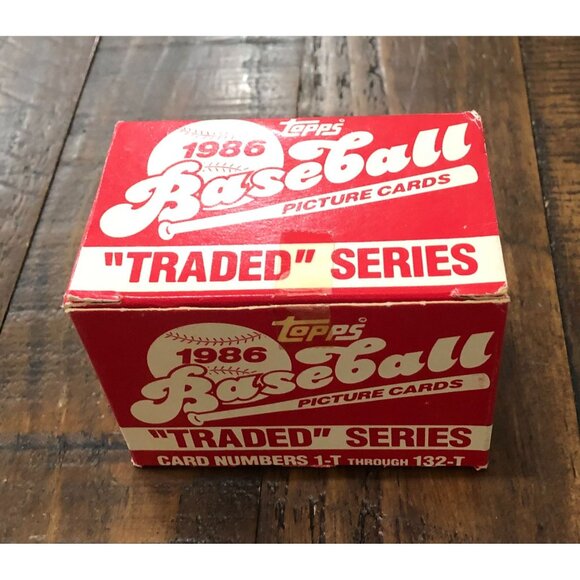 Topps®
1986
Baseball
PICTURE CARDS
"TRADED" SERIES
Topps®
1986
Baseball
PICTURE CARDS
"TRADED" SERIES
CARD NUMBERS 1-T THROUGH 132-T